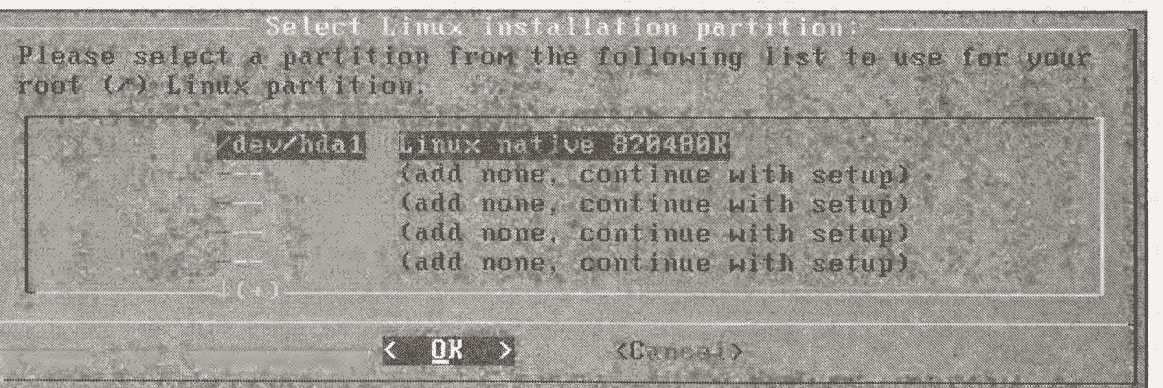 Select Linux installation partition:
Please select a partition from the following list to use for your
root (/) Linux partition.
/dev/hda1 Linux native 820480K
--- (add none, continue with setup)
--- (add none, continue with setup)
--- (add none, continue with setup)
--- (add none, continue with setup)
(+)
< OK > <Cancel>